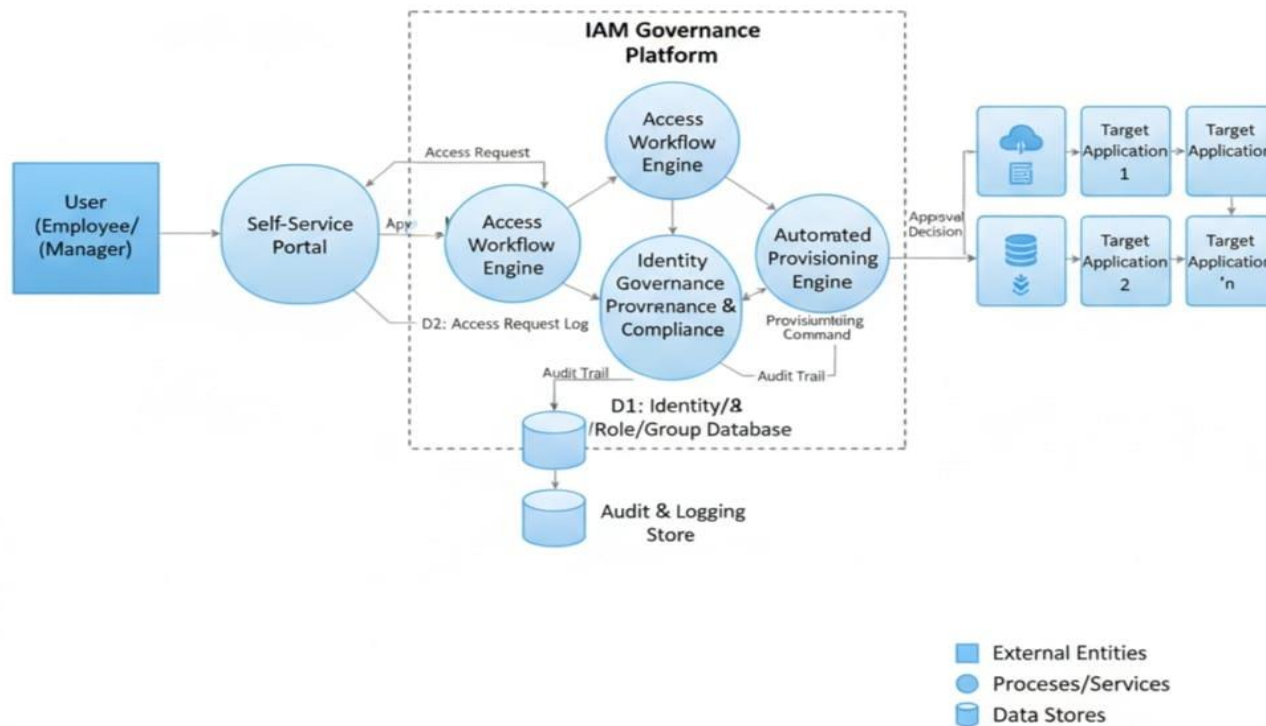 IAM Governance
Platform
User
(Employee/
(Manager)
Self-Service
Portal
Access Request
Access
Workflow
Engine
Access
Workflow
Engine
Identity
Governance
&
Compliance
Automated
Provisioning
Engine
Command
D2: Access Request Log
Audit Trail
Audit Trail
D1: Identity/&
/Role/Group Database
Audit & Logging
Store
Decision
Target
Application
1
Target
Application
Target
Application
2
Target
Application
'n
External Entities
Proceses/Services
Data Stores